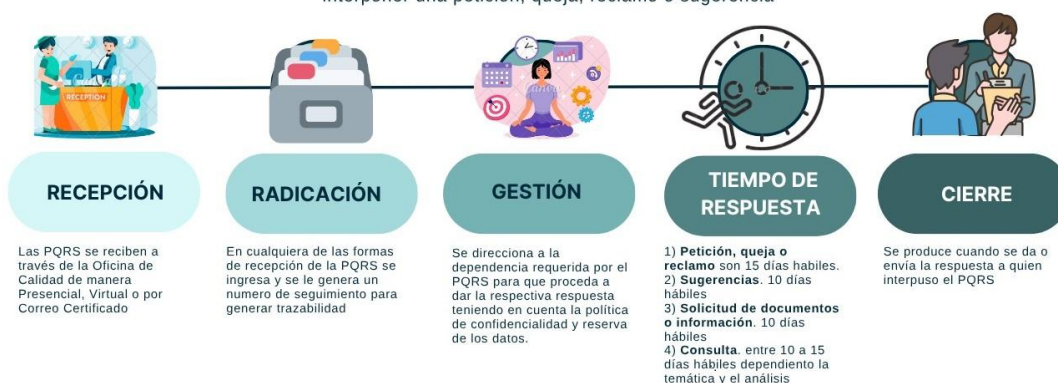 interponer una petición, queja, reclamo o sugerencia
RECEPTION
RECEPCIÓN
Las PQRS se reciben a
través de la Oficina de
Calidad de manera
Presencial, Virtual o por
Correo Certificado
RADICACIÓN
En cualquiera de las formas
de recepción de la PQRS se
ingresa y se le genera un
numero de seguimiento para
generar trazabilidad
GESTIÓN
Se direcciona a la
dependencia requerida por el
PQRS para que proceda a
dar la respectiva respuesta
teniendo en cuenta la política
de confidencialidad y reserva
de los datos.
TIEMPO DE
RESPUESTA
1) Petición, queja o
reclamo son 15 días habiles.
2) Sugerencias. 10 días
hábiles
3) Solicitud de documentos
o información. 10 días
hábiles
4) Consulta. entre 10 a 15
días hábiles dependiento la
temática y el análisis
CIERRE
Se produce cuando se da o
envía la respuesta a quien
interpuso el PQRS